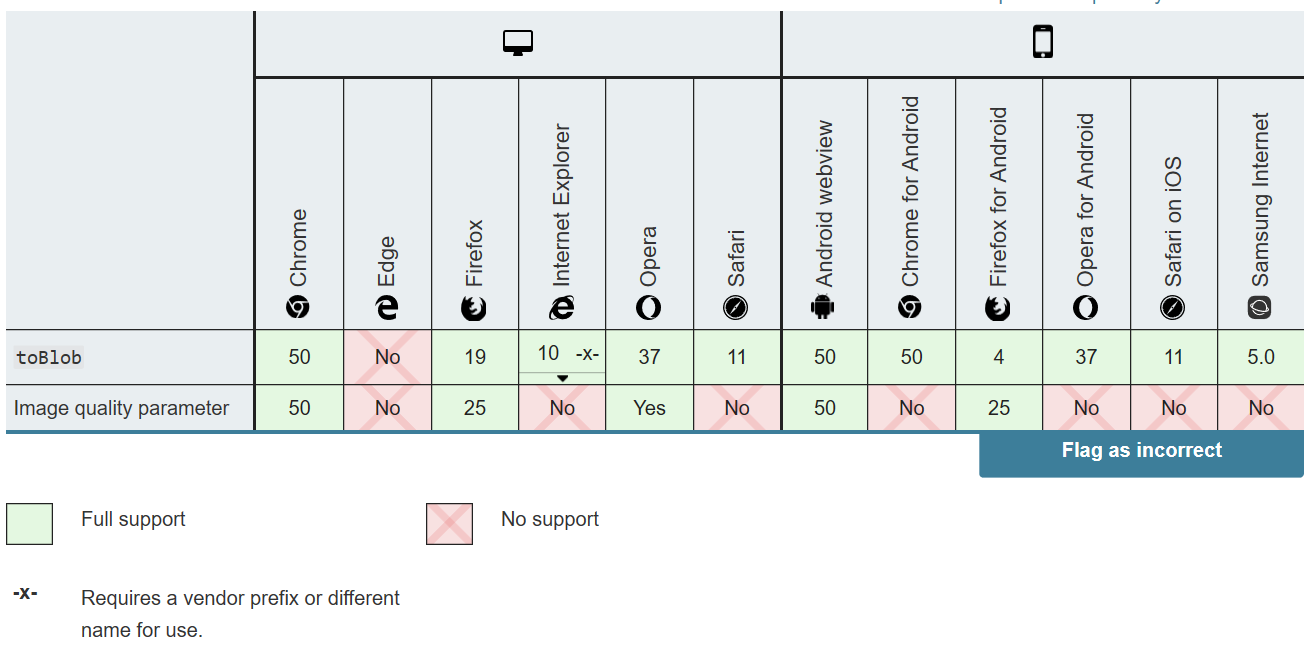 Chrome
Edge
Firefox
Internet Explorer
Opera
Safari
Android webview
Chrome for Android
Firefox for Android
Opera for Android
Safari on iOS
Samsung Internet
toBlob 50 No 19 10 -x- 37 11 50 50 4 37 11 5.0
Image quality parameter 50 No 25 No Yes No 50 No 25 No No No
Flag as incorrect
Full support No support
-x- Requires a vendor prefix or different
name for use.